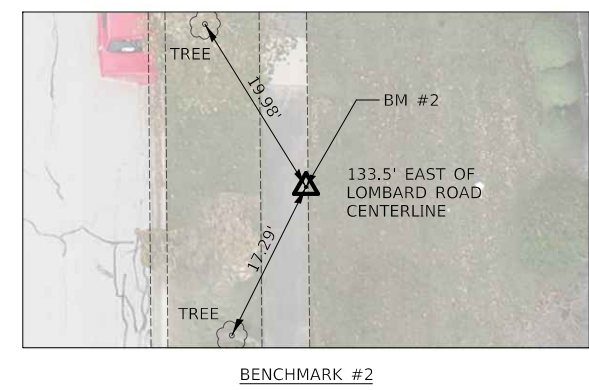 TREE
19.98'
BM #2
133.5' EAST OF
LOMBARD ROAD
CENTERLINE
17.29'
TREE
BENCHMARK #2